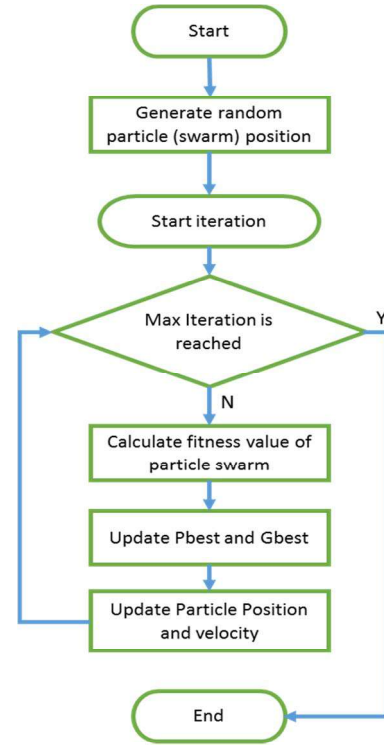 Start
Generate random
particle (swarm) position
Start iteration
Max Iteration is
reached
Y
N
Calculate fitness value of
particle swarm
Update Pbest and Gbest
Update Particle Position
and velocity
End